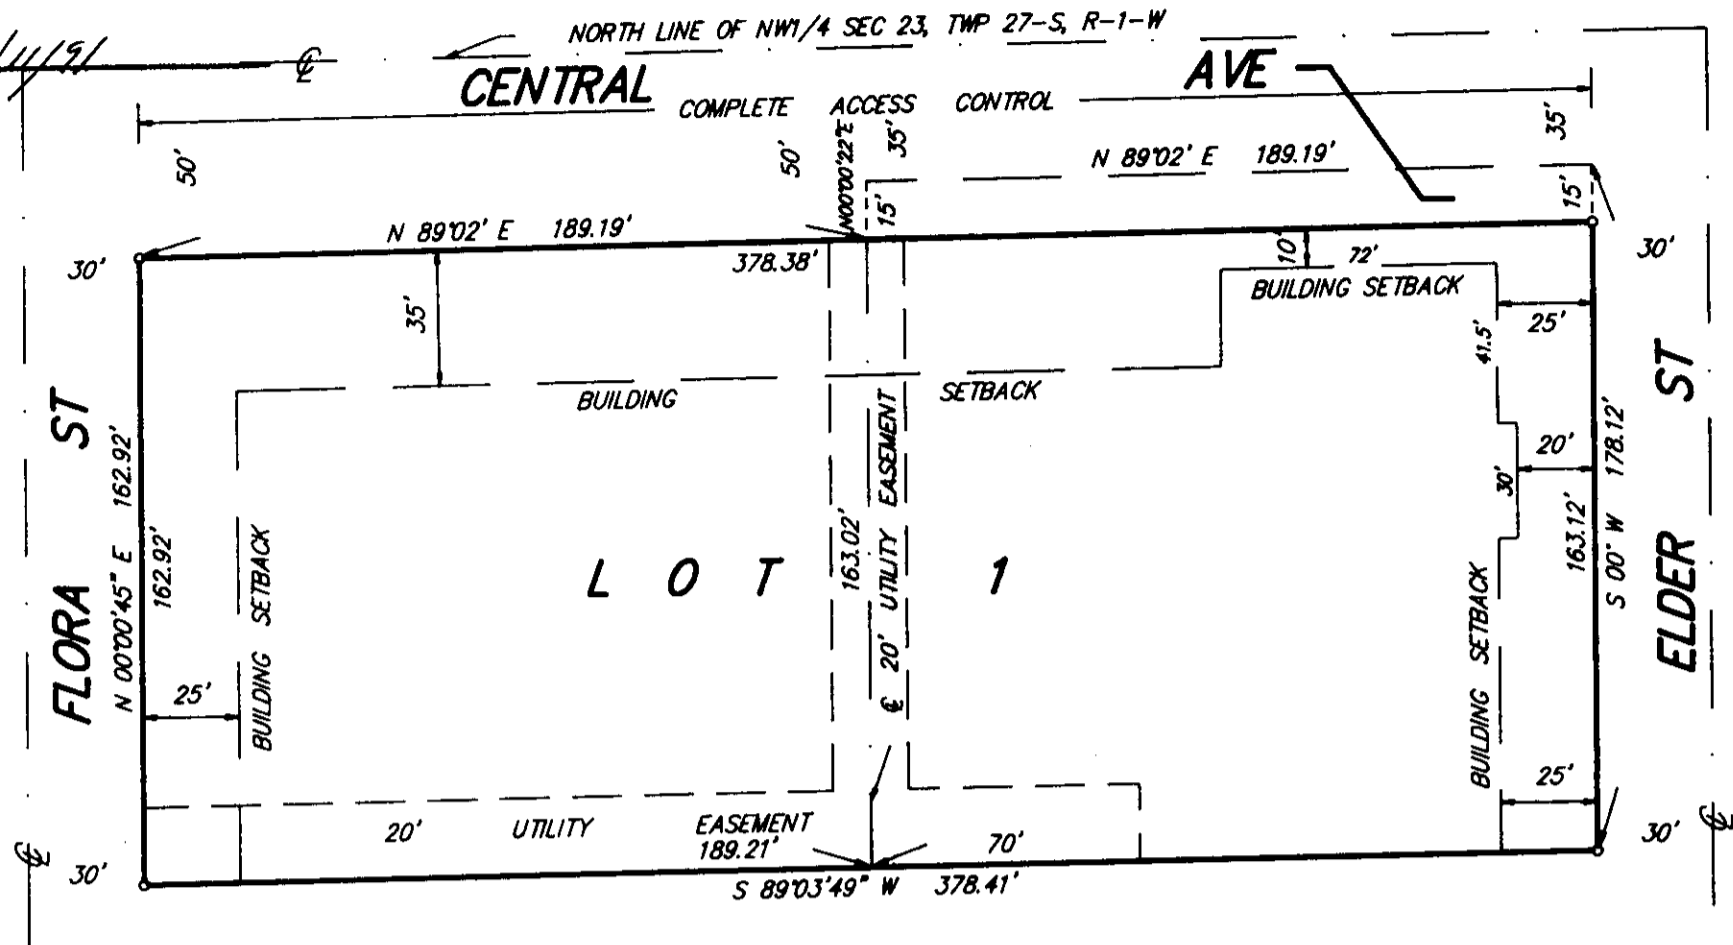 NORTH LINE OF NW1/4 SEC 23, TWP 27-S, R-1-W
℄
CENTRAL AVE
COMPLETE ACCESS CONTROL
50'
50'
N00°00'22"E
35'
35'
N 89°02' E 189.19'
15'
15'
N 89°02' E 189.19'
378.38'
30'
30'
10'
72'
BUILDING SETBACK
25'
35'
41.5'
BUILDING SETBACK
FLORA ST
N 00°00'45" E 162.92'
162.92'
BUILDING SETBACK
25'
LOT 1
163.02'
℄ 20' UTILITY EASEMENT
20'
30'
163.12'
S 00° W 178.12'
ELDER ST
BUILDING SETBACK
25'
20' UTILITY EASEMENT
189.21'
70'
S 89°03'49" W 378.41'
30'
30'
℄
℄